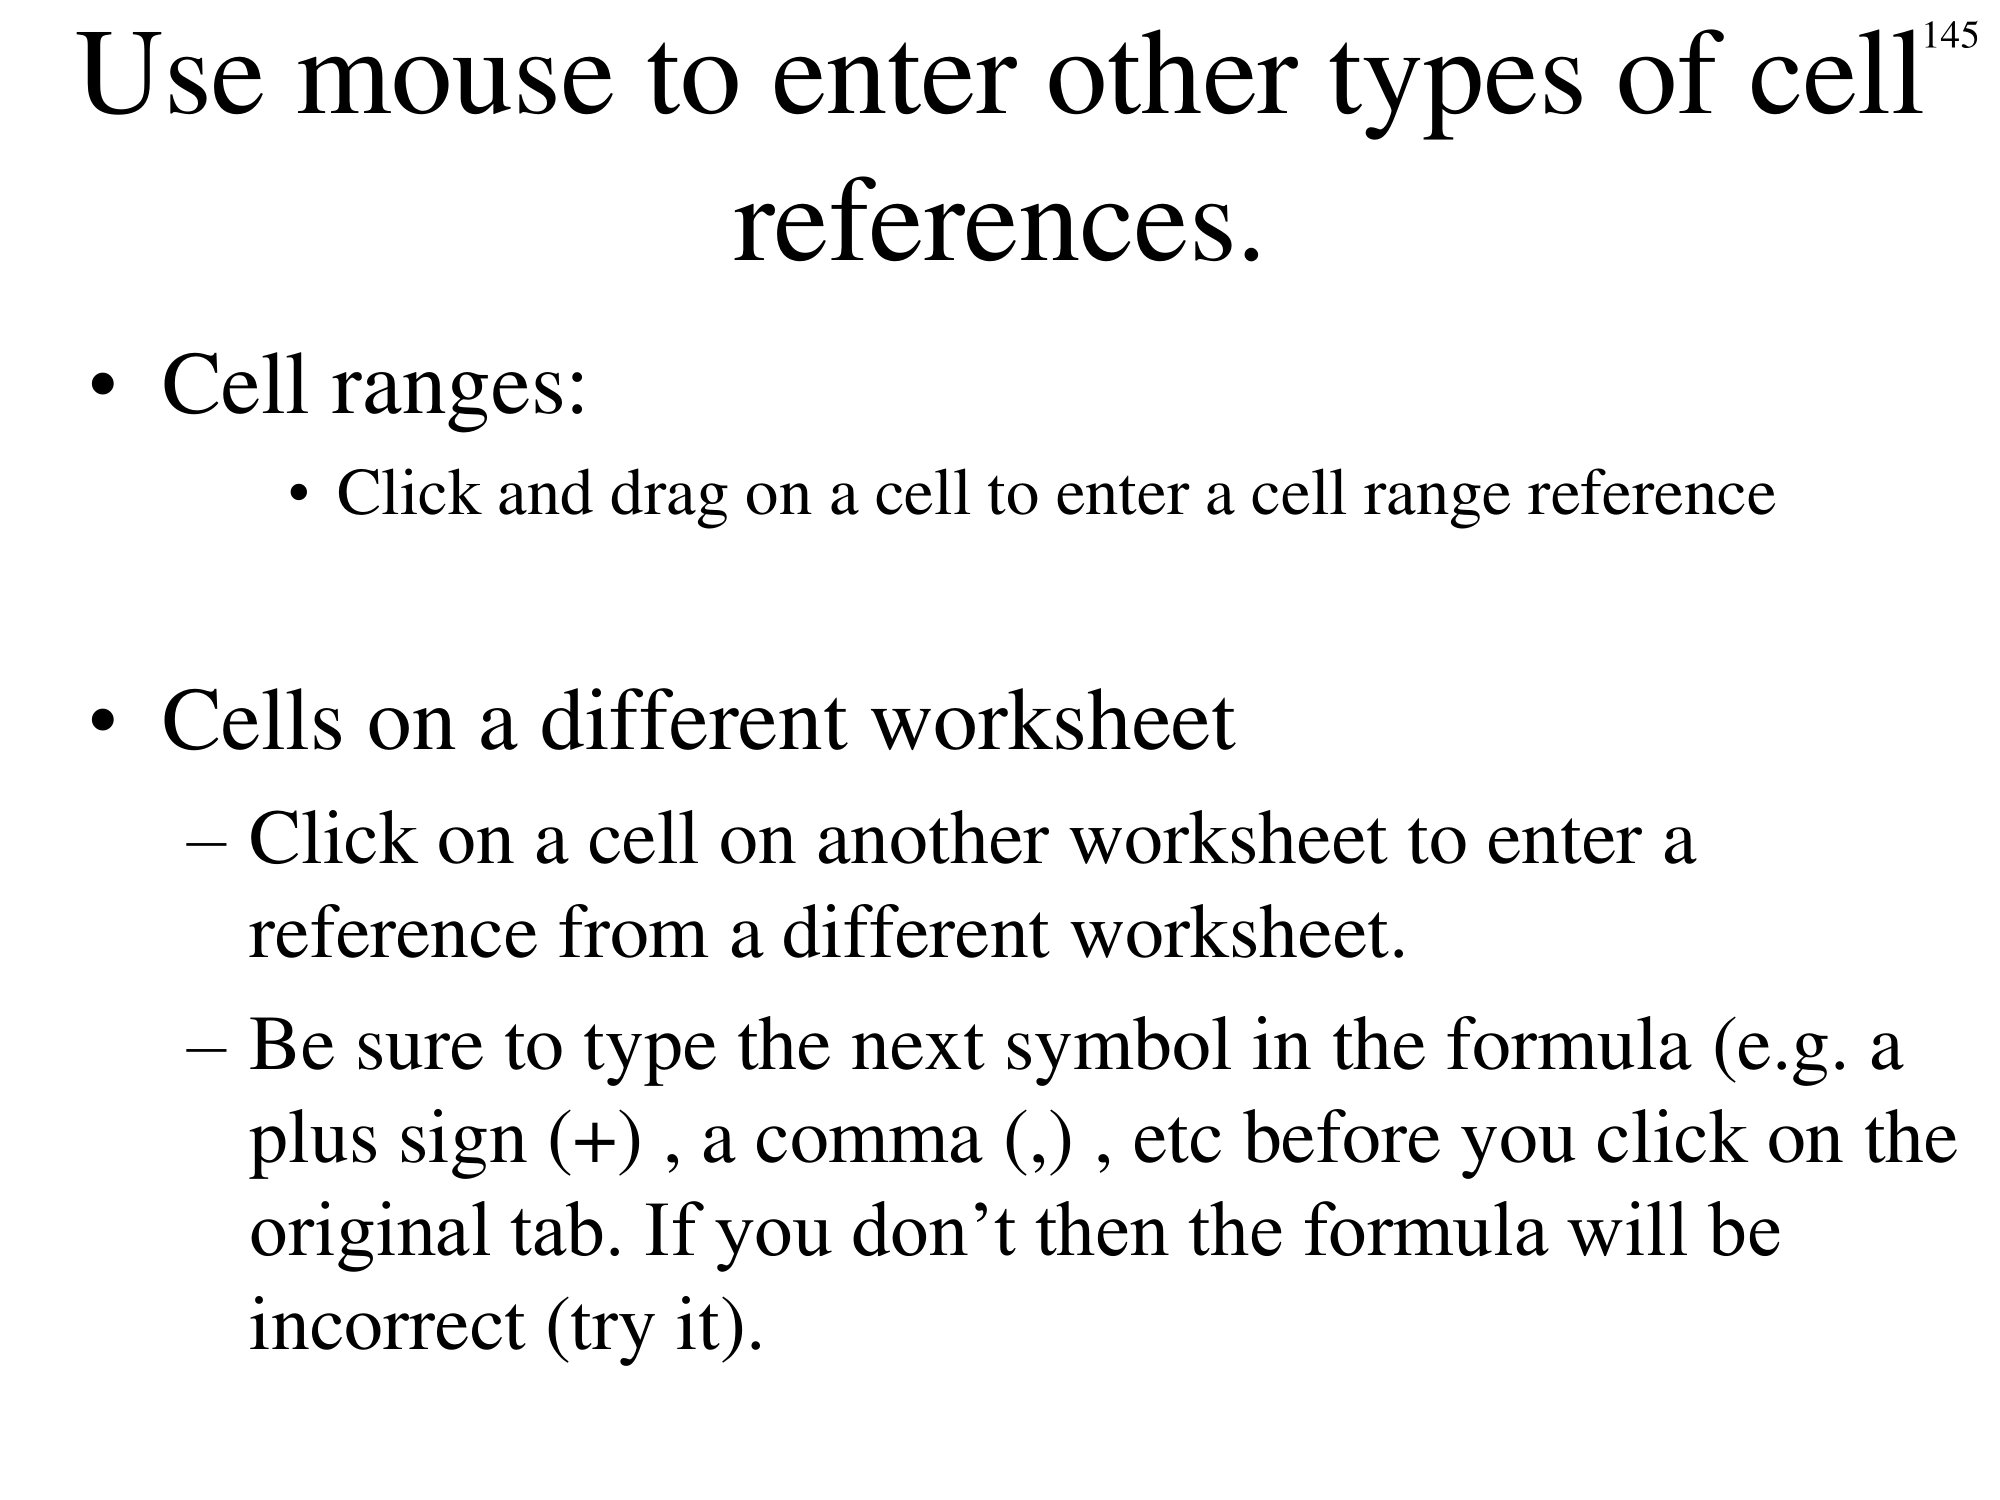 145
Use mouse to enter other types of cell
references.
• Cell ranges:
• Click and drag on a cell to enter a cell range reference
• Cells on a different worksheet
– Click on a cell on another worksheet to enter a
reference from a different worksheet.
– Be sure to type the next symbol in the formula (e.g. a
plus sign (+) , a comma (,) , etc before you click on the
original tab. If you don’t then the formula will be
incorrect (try it).